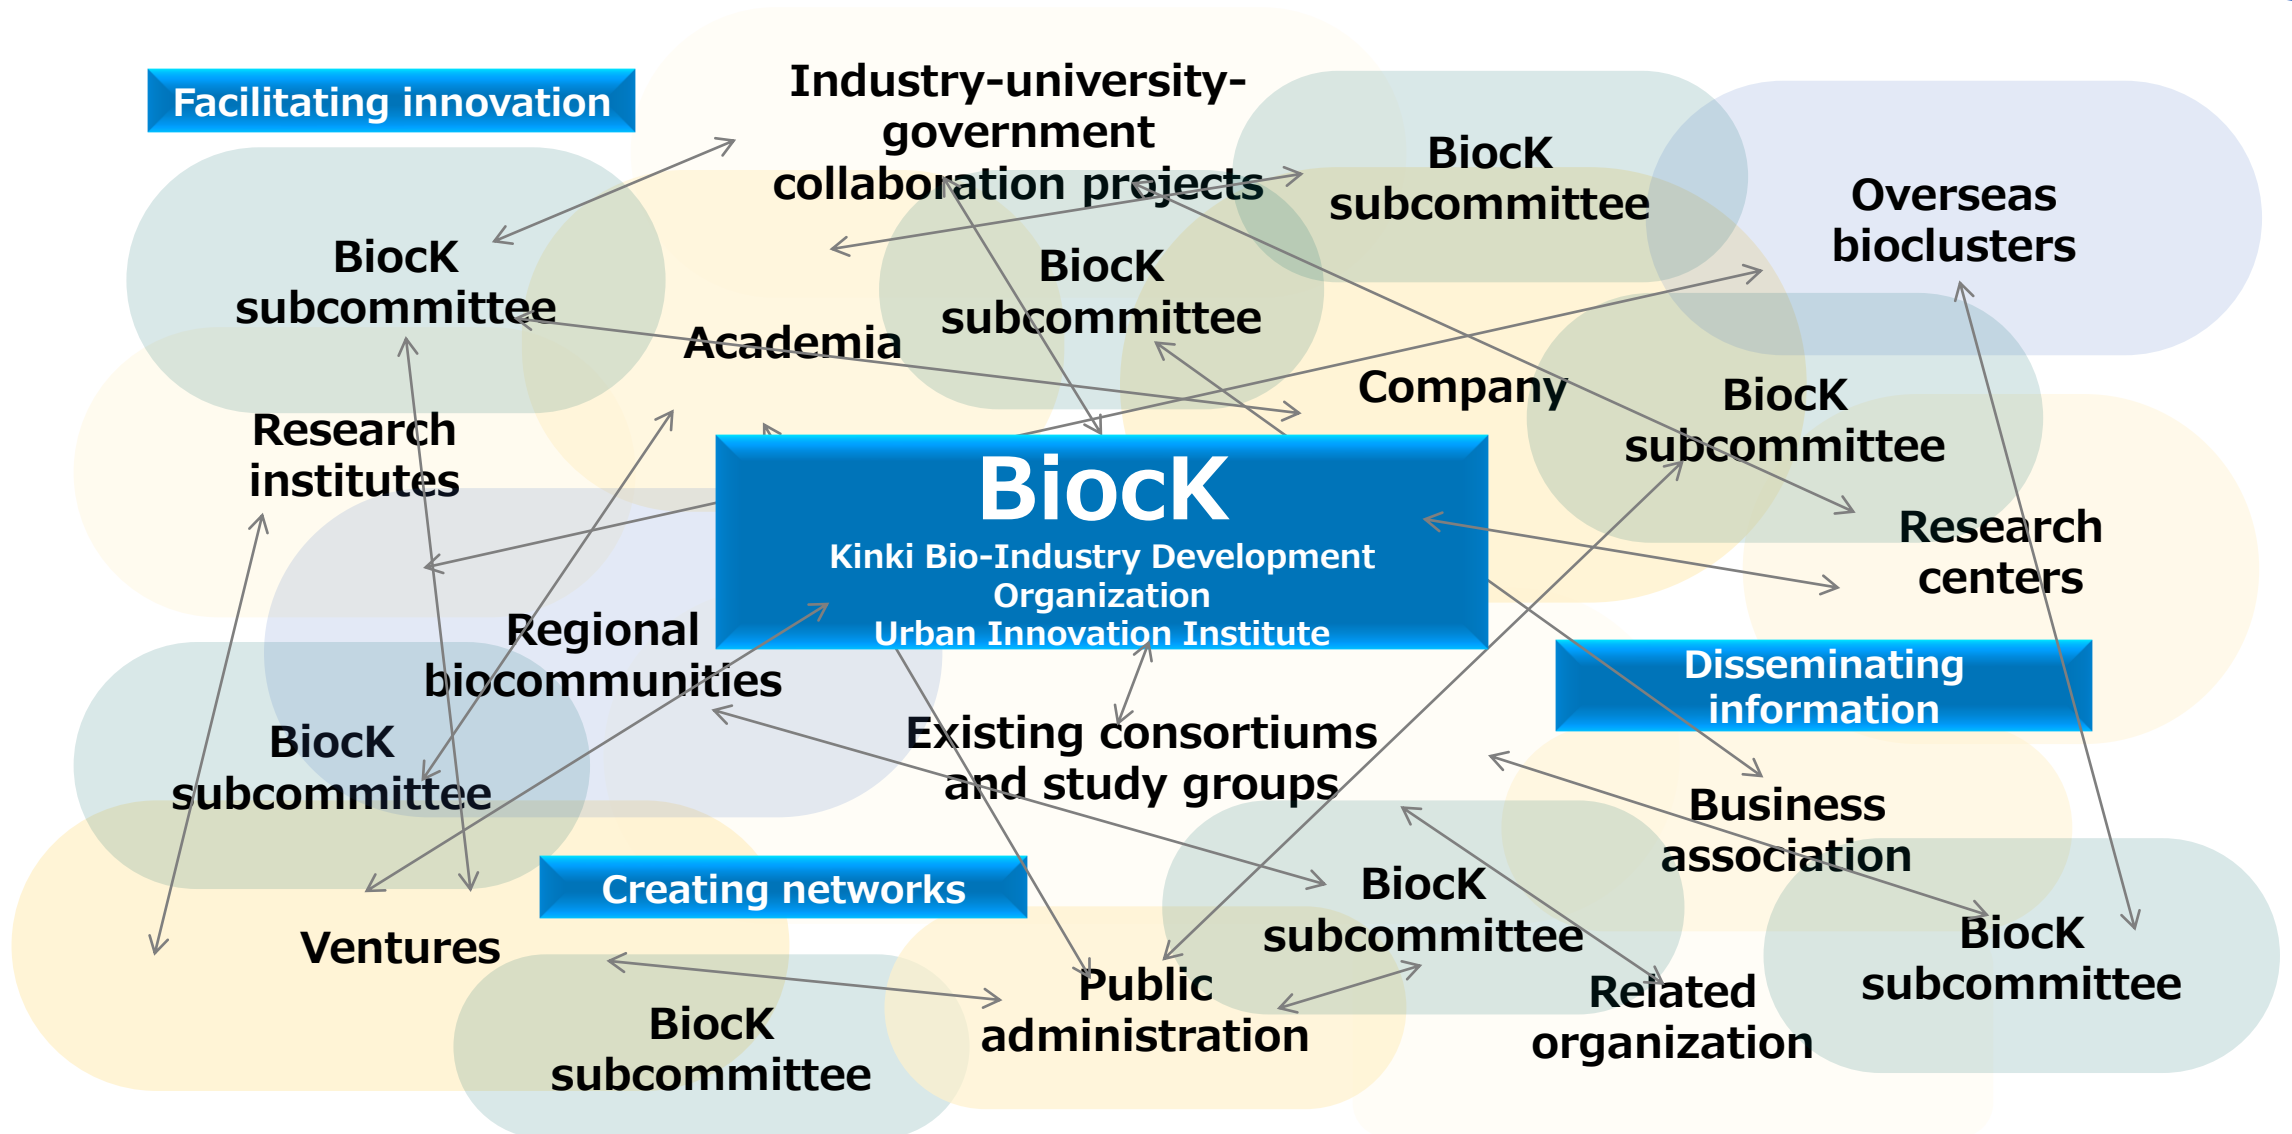 Facilitating innovation
Industry-university-
government
collaboration projects
BiocK
subcommittee
Overseas
bioclusters
BiocK
subcommittee
BiocK
subcommittee
Academia
Company
BiocK
subcommittee
Research
institutes
BiocK
Kinki Bio-Industry Development
Organization
Urban Innovation Institute
Research
centers
Regional
biocommunities
Disseminating
information
BiocK
subcommittee
Existing consortiums
and study groups
Business
association
Creating networks
BiocK
subcommittee
BiocK
subcommittee
Ventures
Public
administration
Related
organization
BiocK
subcommittee